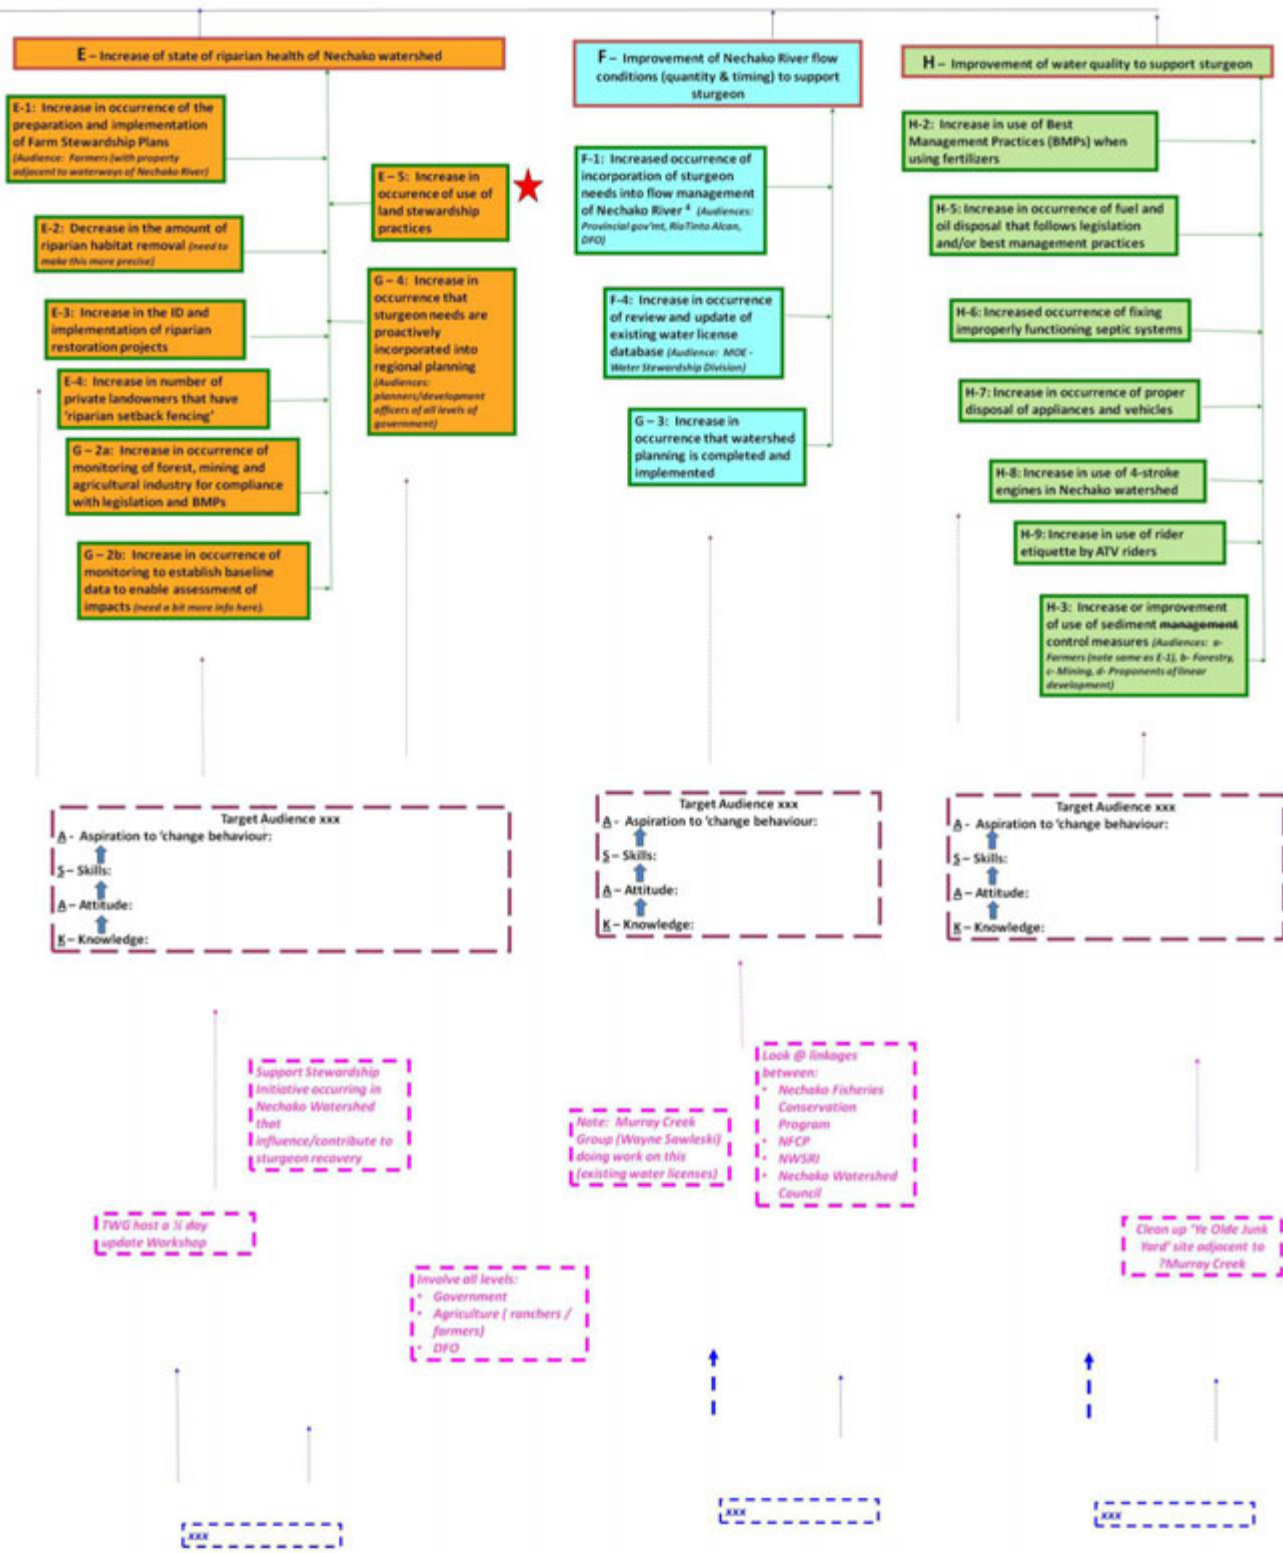 E – Increase of state of riparian health of Nechako watershed
E-1: Increase in occurrence of the
preparation and implementation
of Farm Stewardship Plans
(Audience: Farmers (with property
adjacent to waterways of Nechako River)
E-2: Decrease in the amount of
riparian habitat removal (need to
make this more precise)
E-3: Increase in the ID and
implementation of riparian
restoration projects
E-4: Increase in number of
private landowners that have
'riparian setback fencing'
G – 2a: Increase in occurrence of
monitoring of forest, mining and
agricultural industry for compliance
with legislation and BMPs
G – 2b: Increase in occurrence of
monitoring to establish baseline
data to enable assessment of
impacts (need a bit more info here).
E – 5: Increase in
occurence of use of
land stewardship
practices
G – 4: Increase in
occurrence that
sturgeon needs are
proactively
incorporated into
regional planning
(Audiences:
planners/development
officers of all levels of
government)
F – Improvement of Nechako River flow
conditions (quantity & timing) to support
sturgeon
F-1: Increased occurrence of
incorporation of sturgeon
needs into flow management
of Nechako River 4 (Audiences:
Provincial gov'int, RioTinto Alcan,
DFO)
F-4: Increase in occurrence
of review and update of
existing water license
database (Audience: MOE -
Water Stewardship Division)
G – 3: Increase in
occurrence that watershed
planning is completed and
implemented
H – Improvement of water quality to support sturgeon
H-2: Increase in use of Best
Management Practices (BMPs) when
using fertilizers
H-5: Increase in occurrence of fuel and
oil disposal that follows legislation
and/or best management practices
H-6: Increased occurrence of fixing
improperly functioning septic systems
H-7: Increase in occurrence of proper
disposal of appliances and vehicles
H-8: Increase in use of 4-stroke
engines in Nechako watershed
H-9: Increase in use of rider
etiquette by ATV riders
H-3: Increase or improvement
of use of sediment management
control measures (Audiences: a-
Farmers (note same as E-1), b- Forestry,
c- Mining, d- Proponents of linear
development)
Target Audience xxx
A - Aspiration to 'change behaviour:
S – Skills:
A – Attitude:
K – Knowledge:
Target Audience xxx
A - Aspiration to 'change behaviour:
S – Skills:
A – Attitude:
K – Knowledge:
Target Audience xxx
A - Aspiration to 'change behaviour:
S – Skills:
A – Attitude:
K – Knowledge:
Support Stewardship
Initiative occurring in
Nechako Watershed
that
influence/contribute to
sturgeon recovery
TWG host a ½ day
update Workshop
Involve all levels:
• Government
• Agriculture ( ranchers /
farmers)
• DFO
Note: Murray Creek
Group (Wayne Sawleski)
doing work on this
(existing water licenses)
Look @ linkages
between:
• Nechako Fisheries
Conservation
Program
• NFCP
• NWSRI
• Nechako Watershed
Council
Clean up 'Ye Olde Junk
Yard' site adjacent to
?Murray Creek
xxx
xxx
xxx